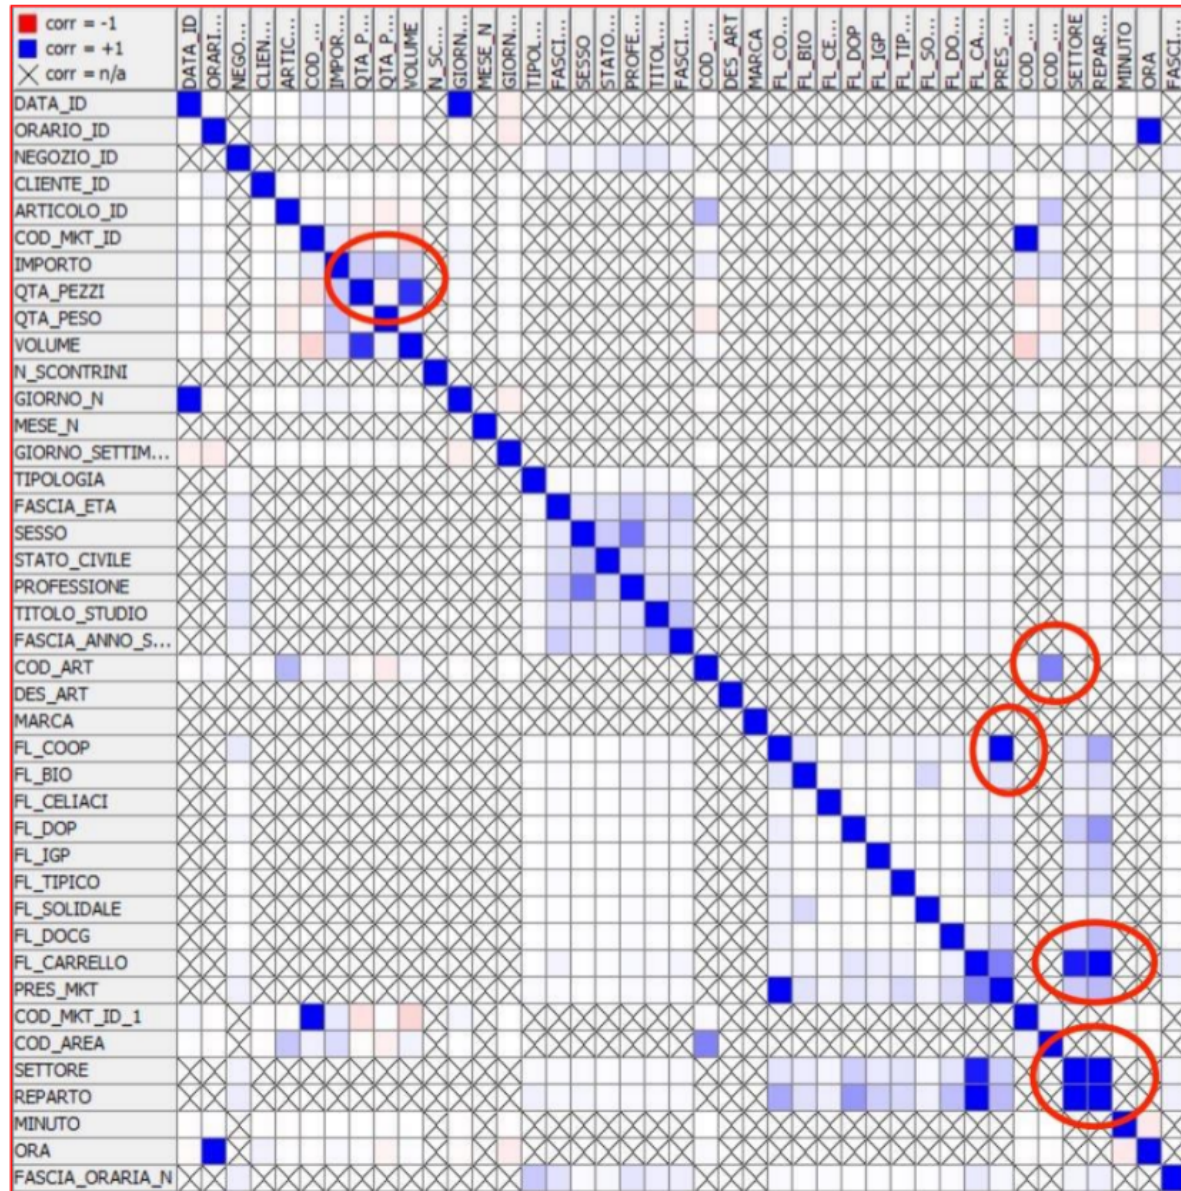 corr = -1
corr = +1
corr = n/a
DATA_ID
ORARI...
NEGO...
CLIEN...
ARTIC...
COD_...
IMPOR...
QTA_P...
QTA_P...
VOLUME
N_SC...
GIORN...
MESE_N
GIORN...
TIPOL...
FASCI...
SESSO
STATO...
PROFE...
TITOL...
FASCI...
COD_...
DES_ART
MARCA
FL_CO...
FL_BIO
FL_CE...
FL_DOP
FL_IGP
FL_TIP...
FL_SO...
FL_DO...
FL_CA...
PRES_...
COD_...
COD_...
SETTORE
REPAR...
MINUTO
ORA
FASCI...
DATA_ID
ORARIO_ID
NEGOZIO_ID
CLIENTE_ID
ARTICOLO_ID
COD_MKT_ID
IMPORTO
QTA_PEZZI
QTA_PESO
VOLUME
N_SCONTRINI
GIORNO_N
MESE_N
GIORNO_SETTIM...
TIPOLOGIA
FASCIA_ETA
SESSO
STATO_CIVILE
PROFESSIONE
TITOLO_STUDIO
FASCIA_ANNO_S...
COD_ART
DES_ART
MARCA
FL_COOP
FL_BIO
FL_CELIACI
FL_DOP
FL_IGP
FL_TIPICO
FL_SOLIDALE
FL_DOCG
FL_CARRELLO
PRES_MKT
COD_MKT_ID_1
COD_AREA
SETTORE
REPARTO
MINUTO
ORA
FASCIA_ORARIA_N